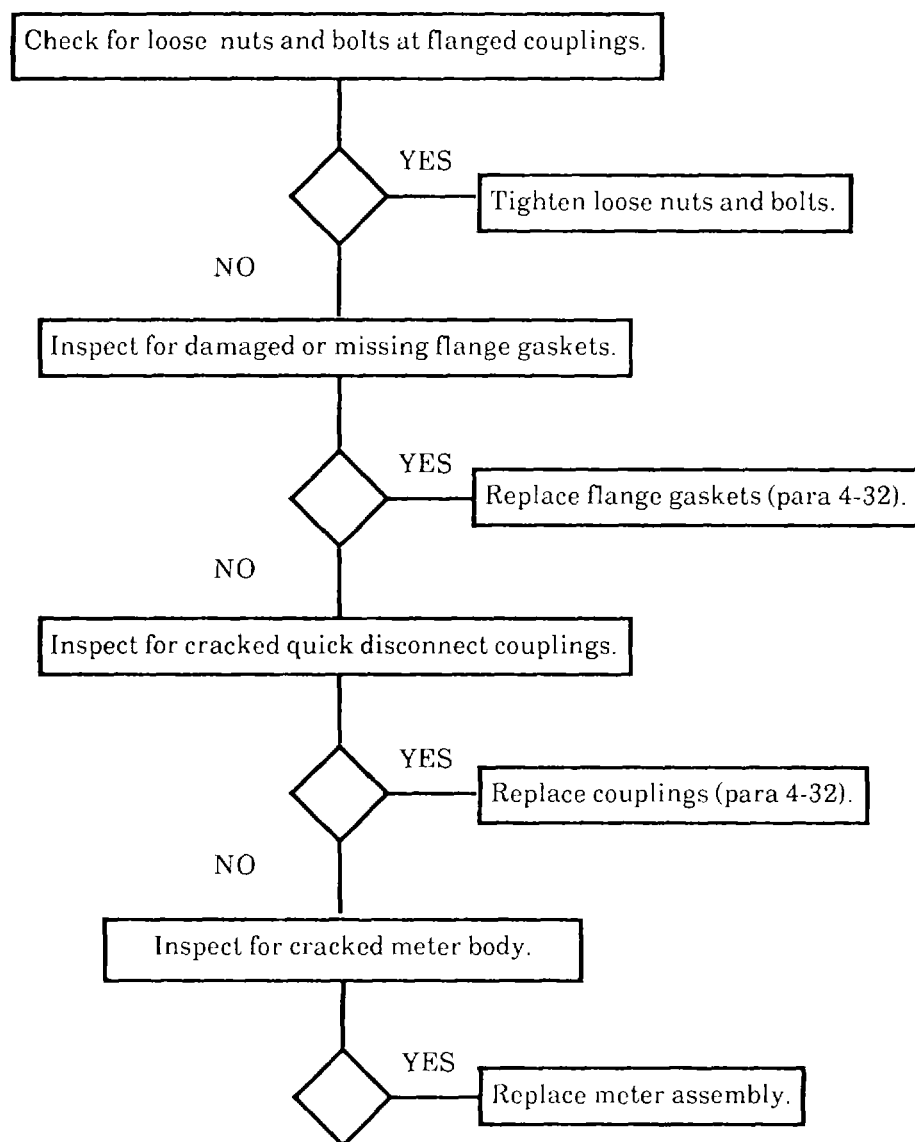 Check for loose nuts and bolts at flanged couplings.
YES
Tighten loose nuts and bolts.
NO
Inspect for damaged or missing flange gaskets.
YES
Replace flange gaskets (para 4-32).
NO
Inspect for cracked quick disconnect couplings.
YES
Replace couplings (para 4-32).
NO
Inspect for cracked meter body.
YES
Replace meter assembly.